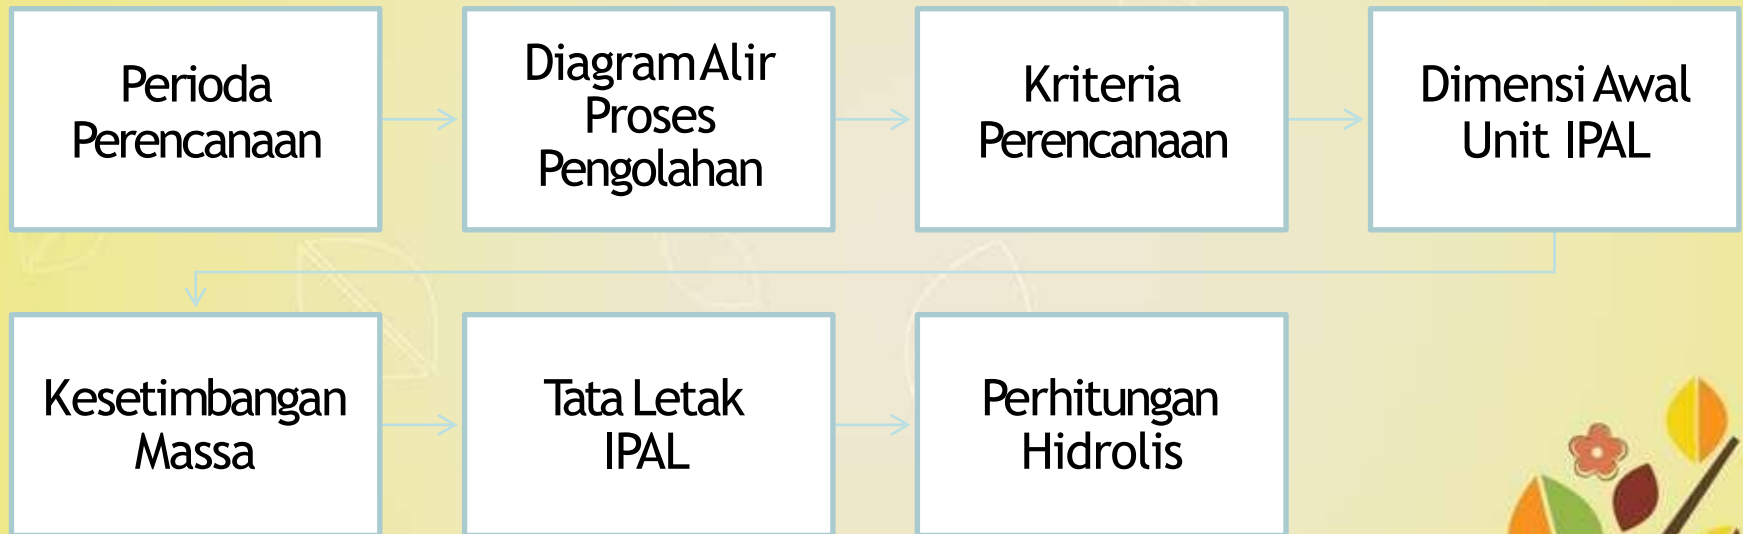 Perioda
Perencanaan
Diagram Alir
Proses
Pengolahan
Kriteria
Perencanaan
Dimensi Awal
Unit IPAL
Kesetimbangan
Massa
Tata Letak
IPAL
Perhitungan
Hidrolis